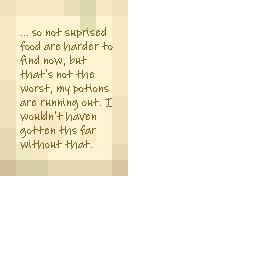 ... so not suprised
food are harder to
find now, but
that's not the
worst, my potions
are running out. I
wouldn't haven
gotten ths far
without that.